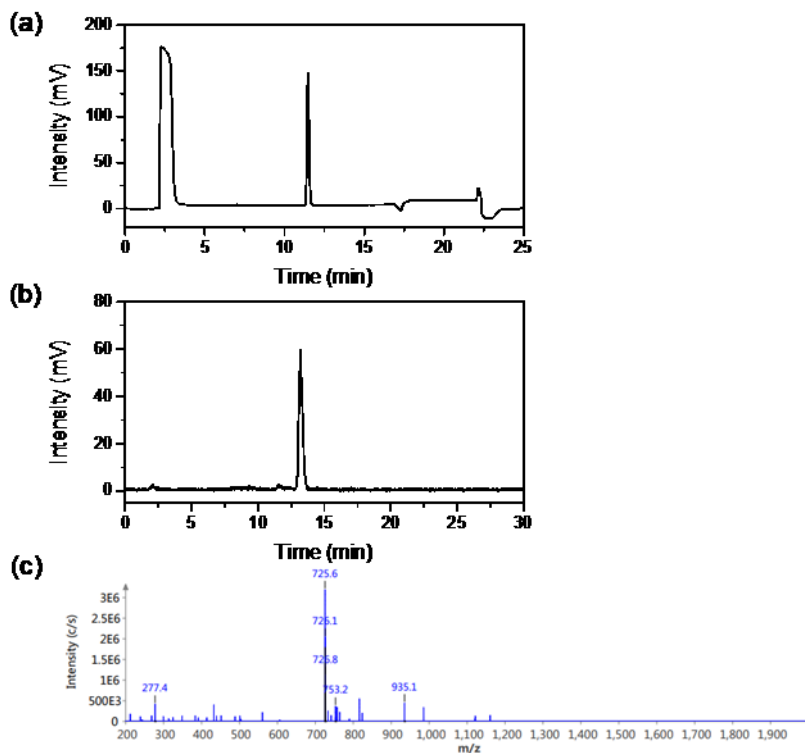 (a)
200
150
100
50
0
Intensity (mV)
0 5 10 15 20 25
Time (min)
(b)
80
60
40
20
0
Intensity (mV)
0 5 10 15 20 25 30
Time (min)
(c)
725.6
3E6
2.5E6
726.1
2E6
1.5E6
726.8
1E6
277.4
753.2
935.1
500E3
0
Intensity (c/s)
200 300 400 500 600 700 800 900 1,000 1,100 1,200 1,300 1,400 1,500 1,600 1,700 1,800 1,900
m/z